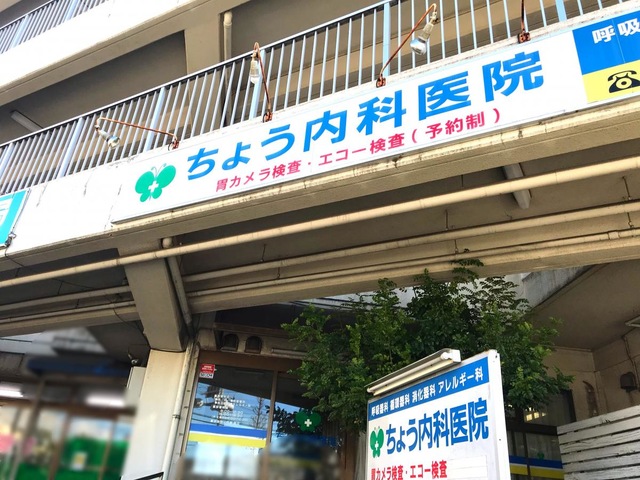 ちょう内科医院
胃カメラ検査・エコー検査(予約制)
呼吸
呼吸器科 循環器科 消化器科 アレルギー科
ちょう内科医院
胃カメラ検査・エコー検査